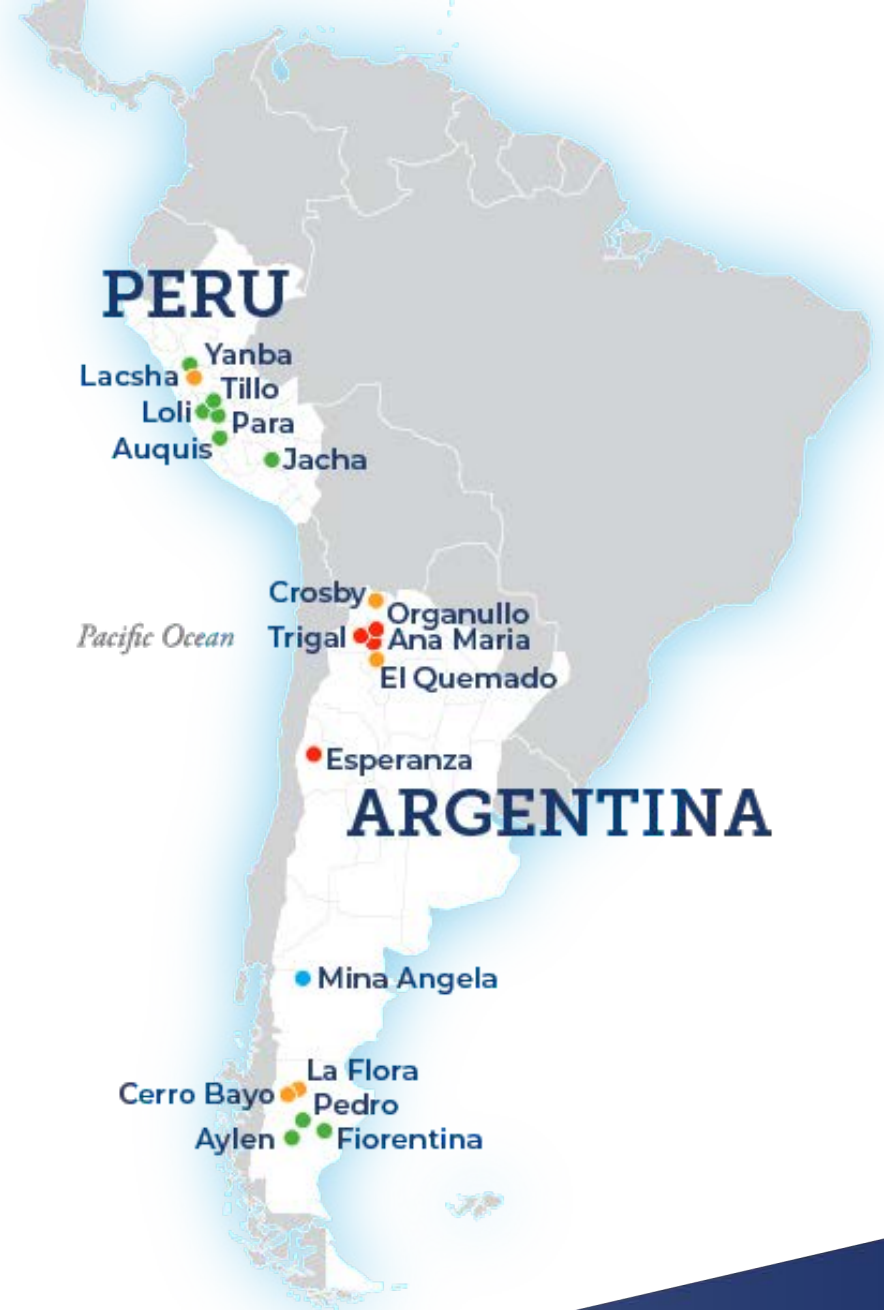 PERU
Yanba
Lacsha
Tillo
Loli
Para
Auquis
Jacha
Crosby
Organullo
Pacific Ocean
Trigal
Ana Maria
El Quemado
Esperanza
ARGENTINA
Mina Angela
La Flora
Cerro Bayo
Pedro
Aylen
Fiorentina